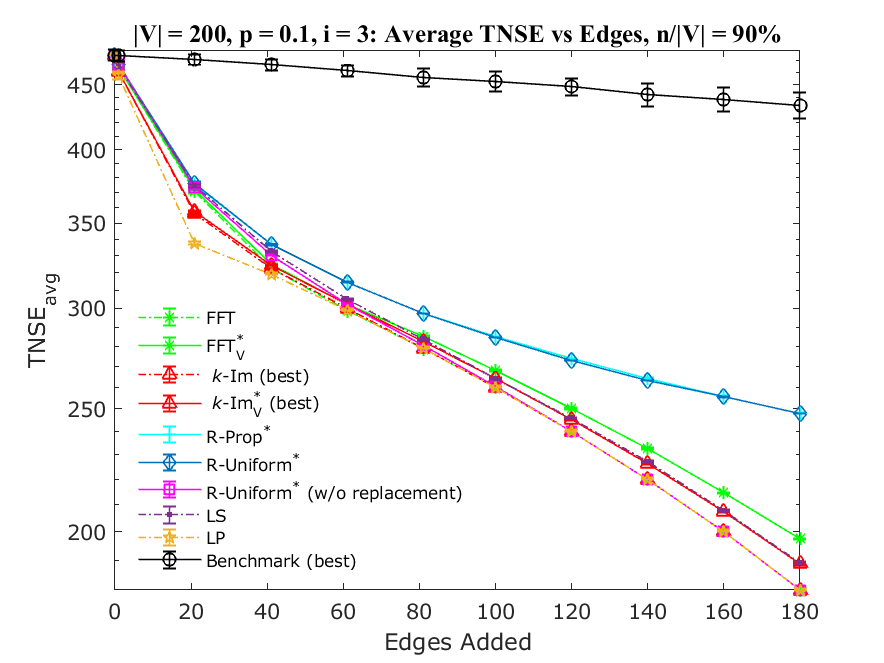 |V| = 200, p = 0.1, i = 3: Average TNSE vs Edges, n/|V| = 90%
450
400
350
300
250
200
TNSE_avg
FFT
FFT*_V
k-Im (best)
k-Im*_V (best)
R-Prop*
R-Uniform*
R-Uniform* (w/o replacement)
LS
LP
Benchmark (best)
0 20 40 60 80 100 120 140 160 180
Edges Added